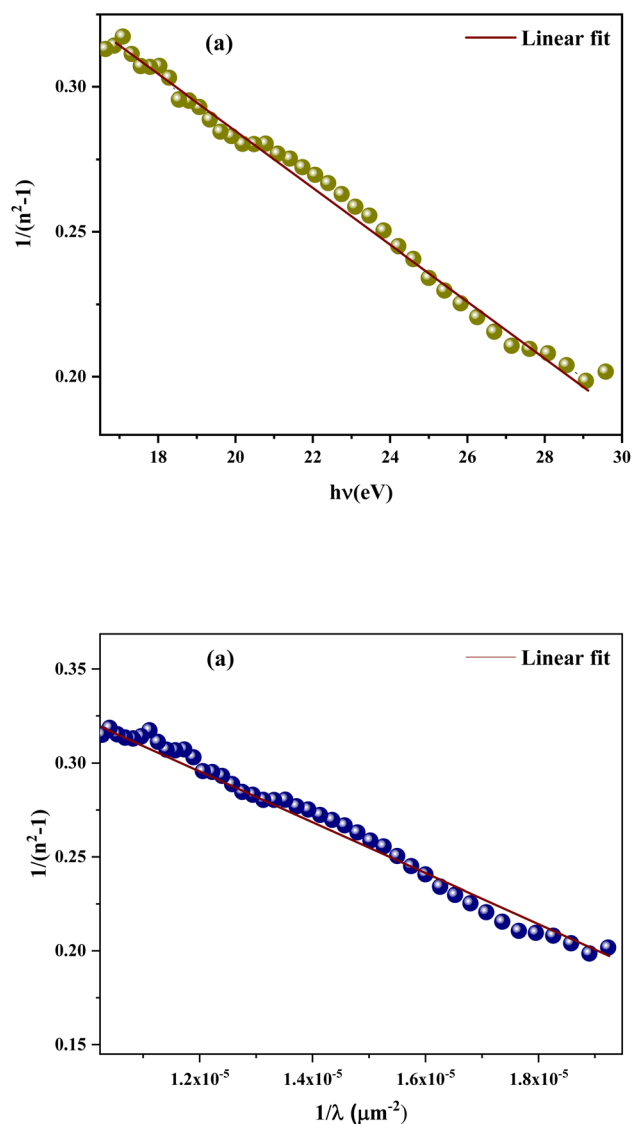 (a)
Linear fit
0.30
0.25
0.20
1/(n²-1)
18 20 22 24 26 28 30
hν(eV)
(a)
Linear fit
0.35
0.30
0.25
0.20
0.15
1/(n²-1)
1.2x10⁻⁵ 1.4x10⁻⁵ 1.6x10⁻⁵ 1.8x10⁻⁵
1/λ (μm⁻²)